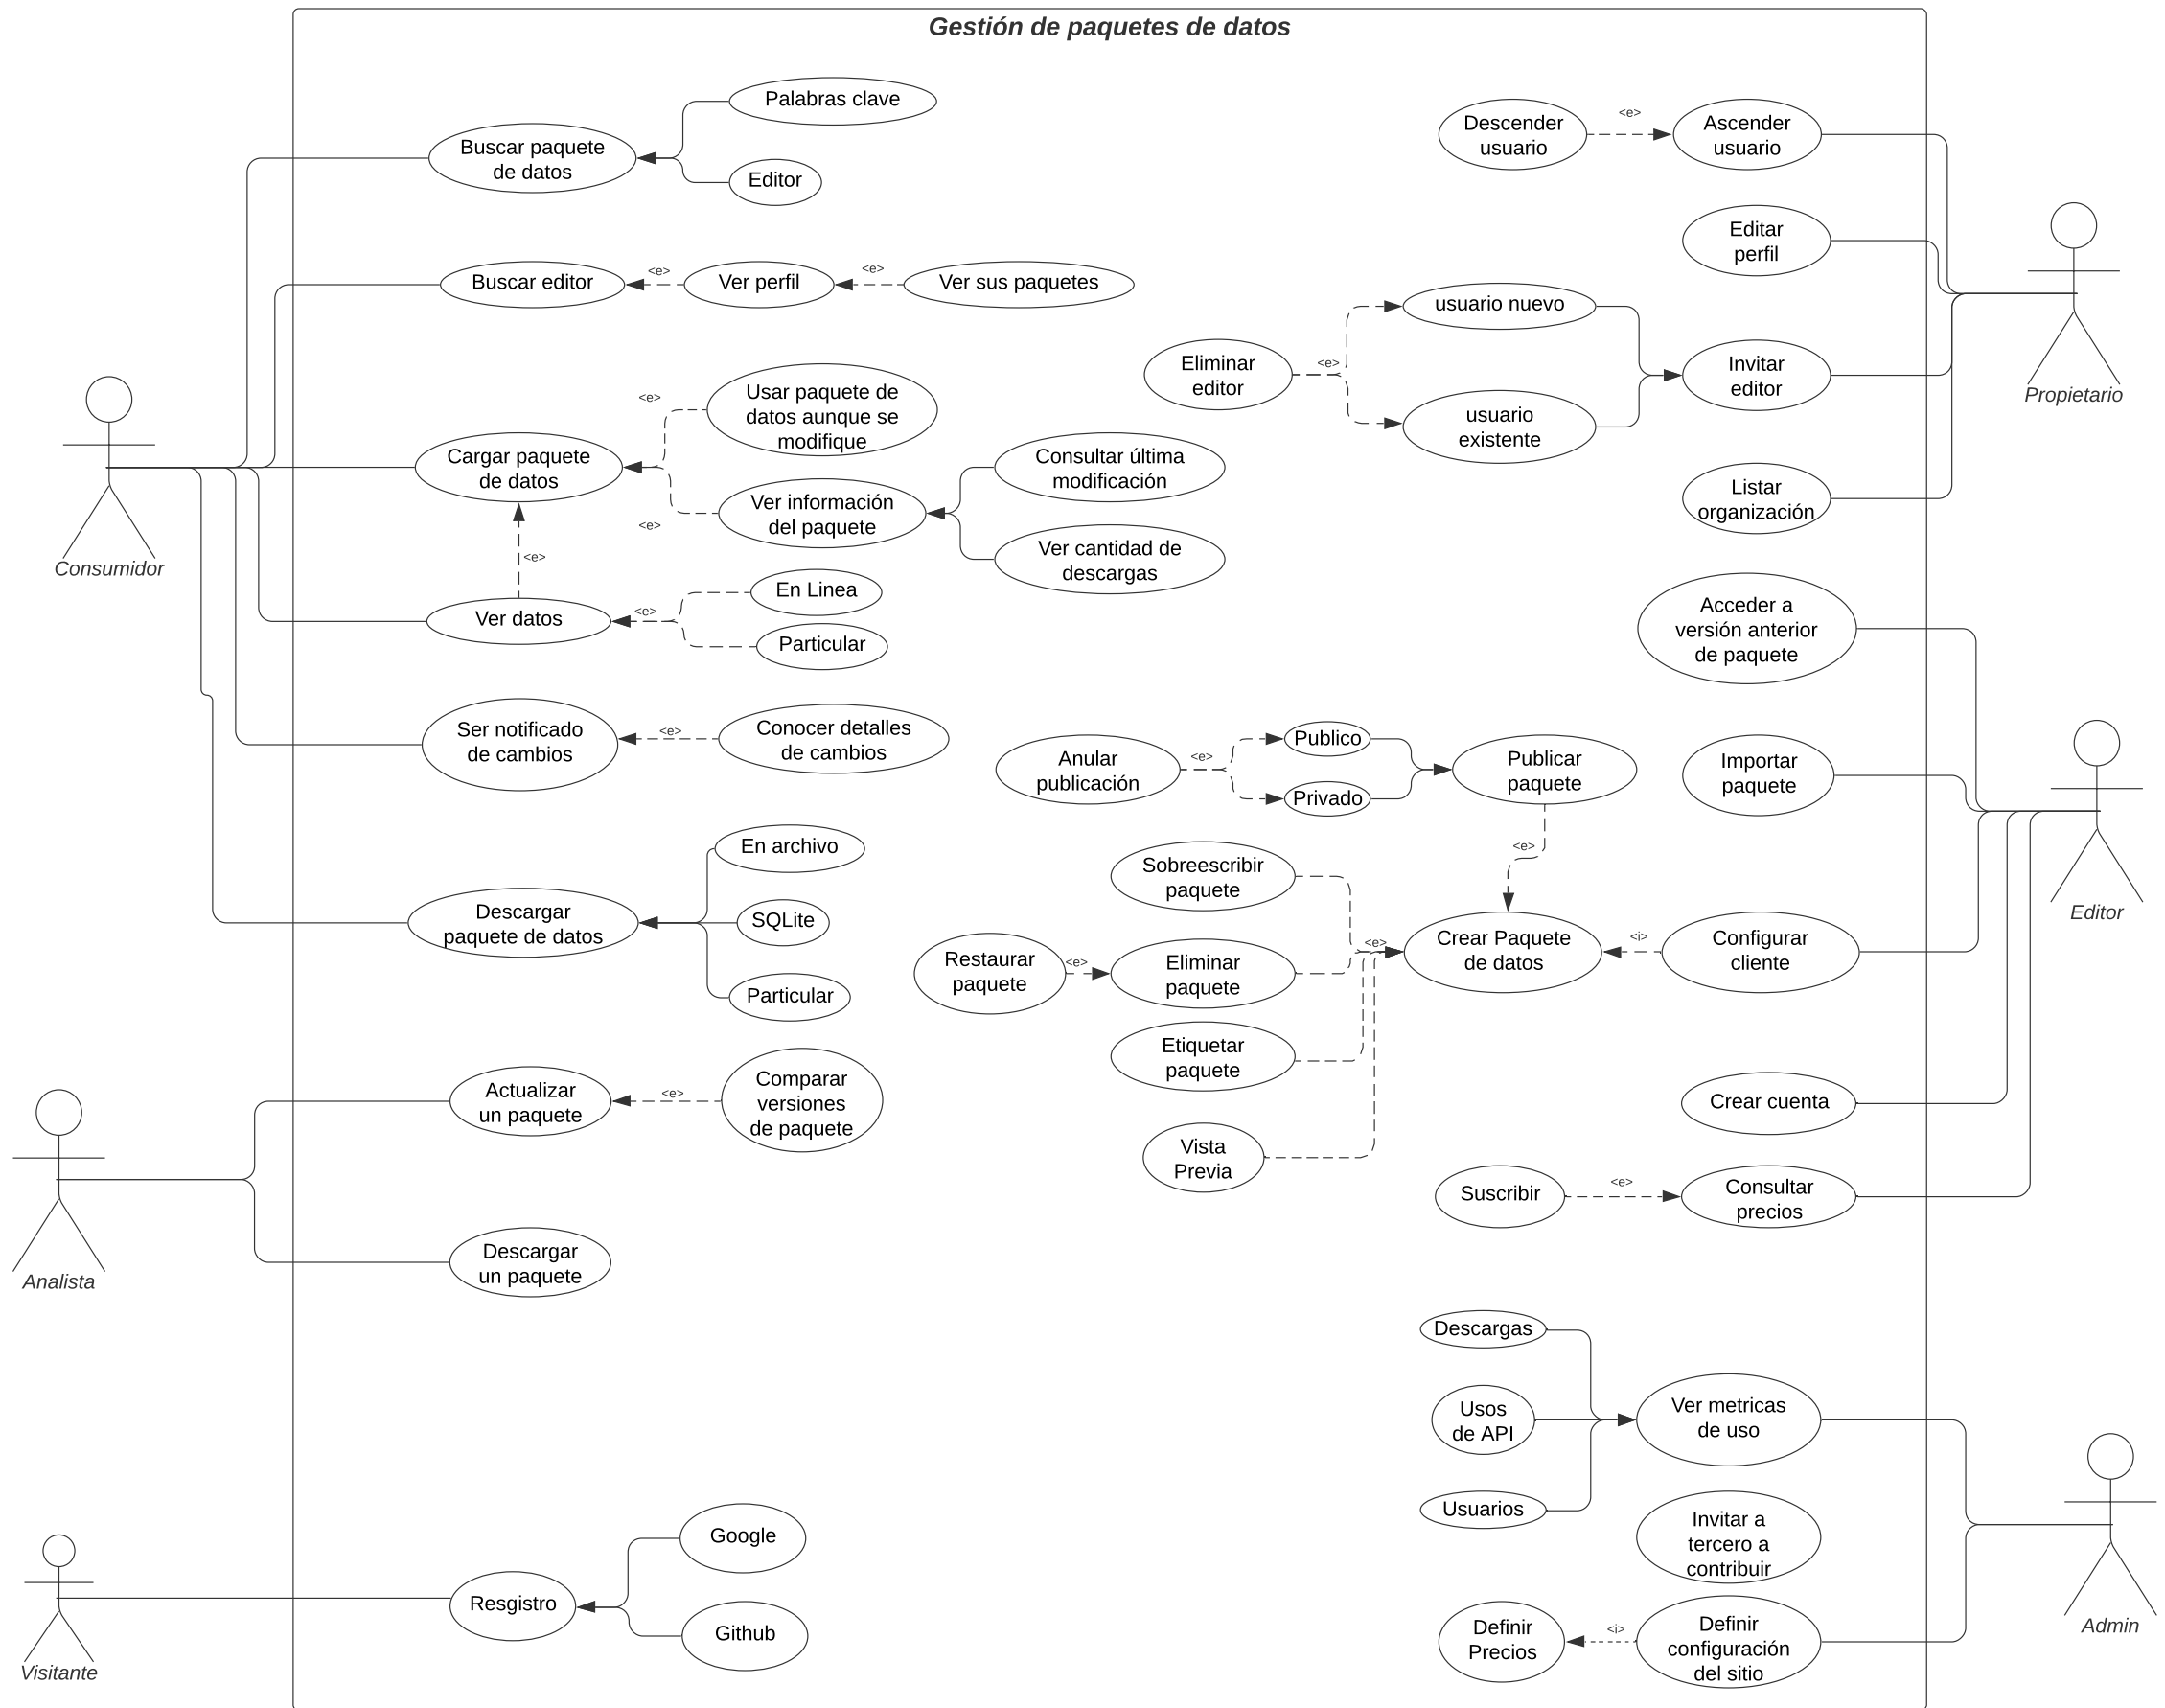 Gestión de paquetes de datos
Palabras clave
Buscar paquete
de datos
Editor
Buscar editor
<e>
Ver perfil
<e>
Ver sus paquetes
Usar paquete de
datos aunque se
modifique
<e>
Cargar paquete
de datos
<e>
Ver información
del paquete
Consultar última
modificación
Ver cantidad de
descargas
<e>
Ver datos
<e>
En Linea
Particular
Ser notificado
de cambios
<e>
Conocer detalles
de cambios
Descargar
paquete de datos
En archivo
SQLite
Particular
Consumidor
Actualizar
un paquete
<e>
Comparar
versiones
de paquete
Descargar
un paquete
Analista
Resgistro
Google
Github
Visitante
Descender
usuario
<e>
Ascender
usuario
Editar
perfil
Eliminar
editor
<e>
usuario nuevo
usuario
existente
Invitar
editor
Listar
organización
Propietario
Acceder a
versión anterior
de paquete
Importar
paquete
Anular
publicación
<e>
Publico
Privado
Publicar
paquete
<e>
Sobreescribir
paquete
Restaurar
paquete
<e>
Eliminar
paquete
<e>
Crear Paquete
de datos
<i>
Configurar
cliente
Etiquetar
paquete
Vista
Previa
Crear cuenta
Suscribir
<e>
Consultar
precios
Editor
Descargas
Usos
de API
Usuarios
Ver metricas
de uso
Invitar a
tercero a
contribuir
Definir
Precios
<i>
Definir
configuración
del sitio
Admin